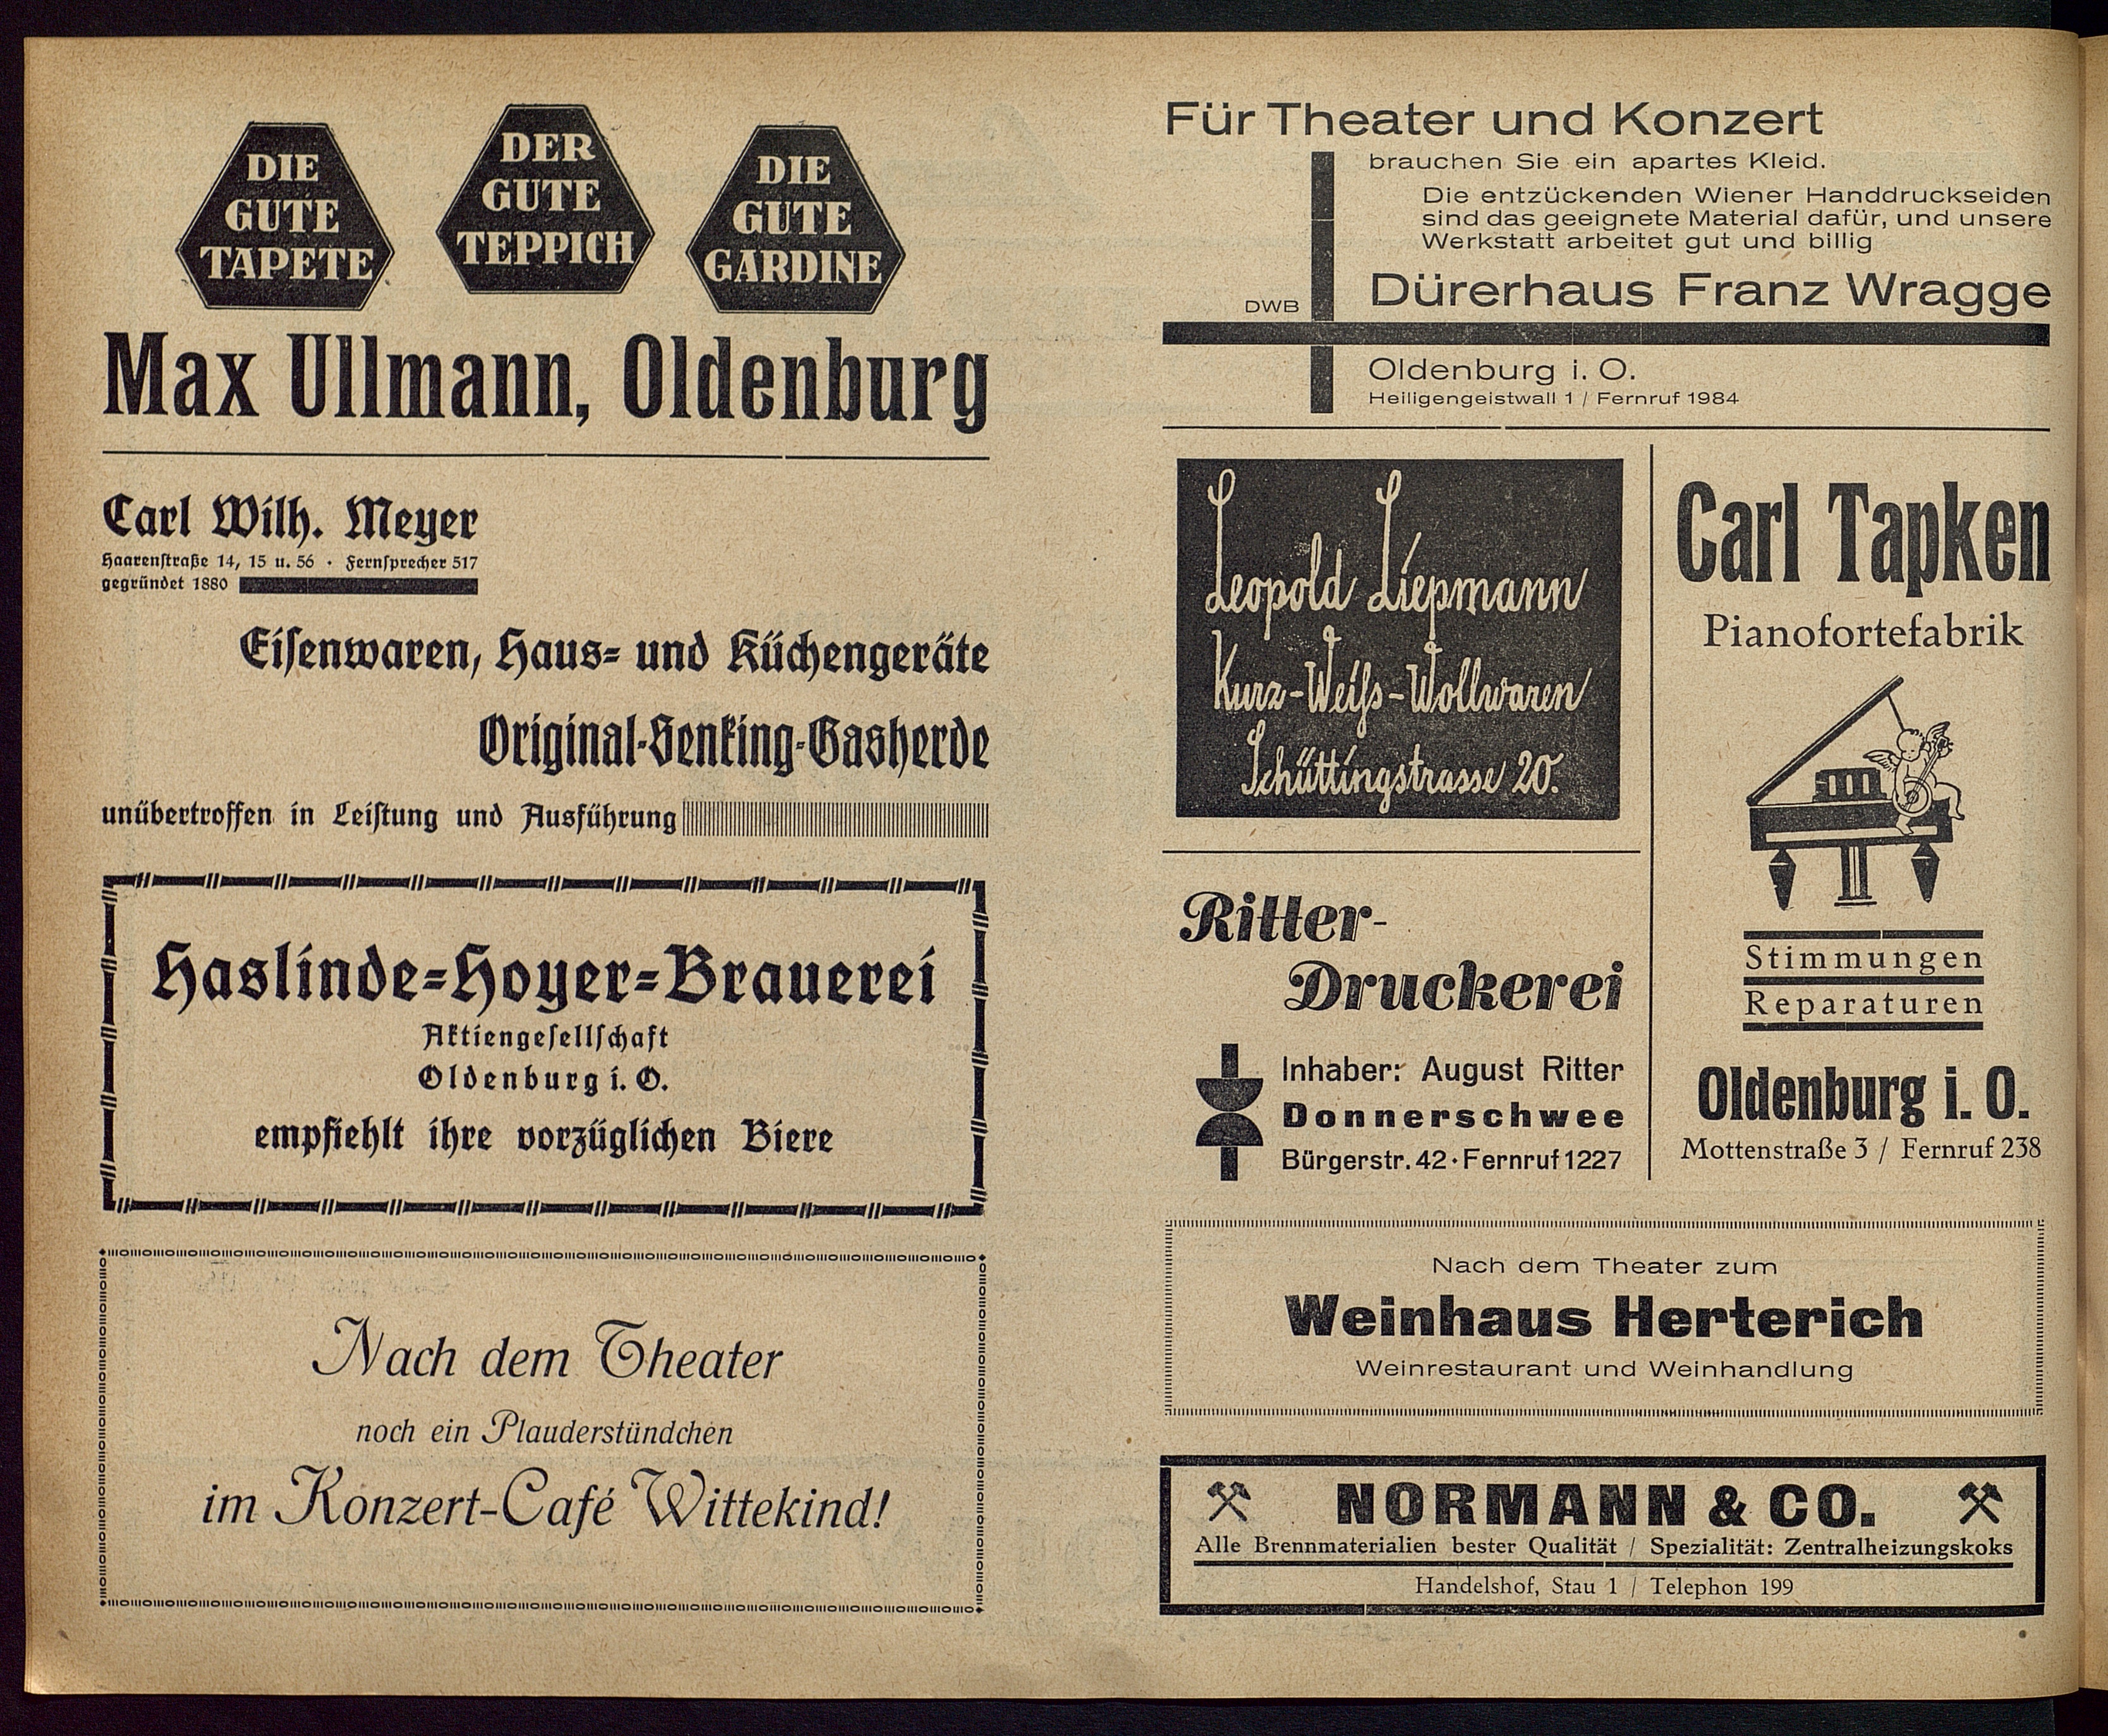 DIE
GUTE
TAPETE
DER
GUTE
TEPPICH
DIE
GUTE
GARDINE
Max Ullmann, Oldenburg
Carl Wilh. Meyer
Haarenſtraße 14, 15 u. 56 · Fernſprecher 517
gegründet 1880
Eiſenwaren, Haus- und Küchengeräte
Original-Senking-Gasherde
unübertroffen in Leiſtung und Ausführung
Haslinde-Hoyer-Brauerei
Aktiengeſellſchaft
Oldenburg i. O.
empfiehlt ihre vorzüglichen Biere
Nach dem Theater
noch ein Plauderstündchen
im Konzert-Café Wittekind!
Für Theater und Konzert
brauchen Sie ein apartes Kleid.
Die entzückenden Wiener Handdruckseiden
sind das geeignete Material dafür, und unsere
Werkstatt arbeitet gut und billig
DWB
Dürerhaus Franz Wragge
Oldenburg i. O.
Heiligengeistwall 1 / Fernruf 1984
Leopold Liepmann
Kurz-Weiſs-Wollwaren
Schüttingstrasse 20.
Ritter-
Druckerei
Inhaber: August Ritter
Donnerschwee
Bürgerstr. 42 · Fernruf 1227
Carl Tapken
Pianofortefabrik
Stimmungen
Reparaturen
Oldenburg i. O.
Mottenstraße 3 / Fernruf 238
Nach dem Theater zum
Weinhaus Herterich
Weinrestaurant und Weinhandlung
NORMANN & CO.
Alle Brennmaterialien bester Qualität / Spezialität: Zentralheizungskoks
Handelshof, Stau 1 / Telephon 199